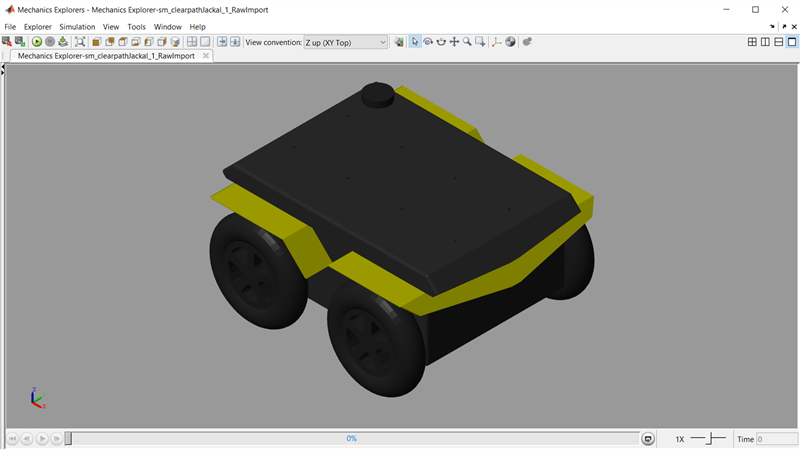 Mechanics Explorers - Mechanics Explorer-sm_clearpathJackal_1_RawImport
File Explorer Simulation View Tools Window Help
View convention: Z up (XY Top)
Mechanics Explorer-sm_clearpathJackal_1_RawImport
Z
X
0%
1X
Time 0